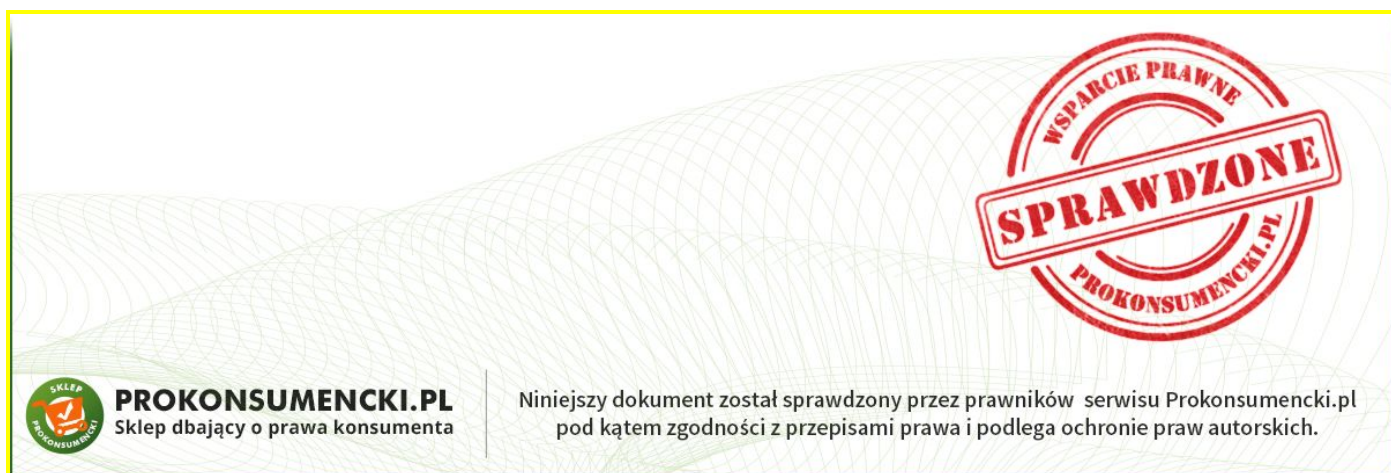 WSPARCIE PRAWNE
SPRAWDZONE
PROKONSUMENCKI.PL
SKLEP
PROKONSUMENCKI
PROKONSUMENCKI.PL
Sklep dbający o prawa konsumenta
Niniejszy dokument został sprawdzony przez prawników serwisu Prokonsumencki.pl
pod kątem zgodności z przepisami prawa i podlega ochronie praw autorskich.